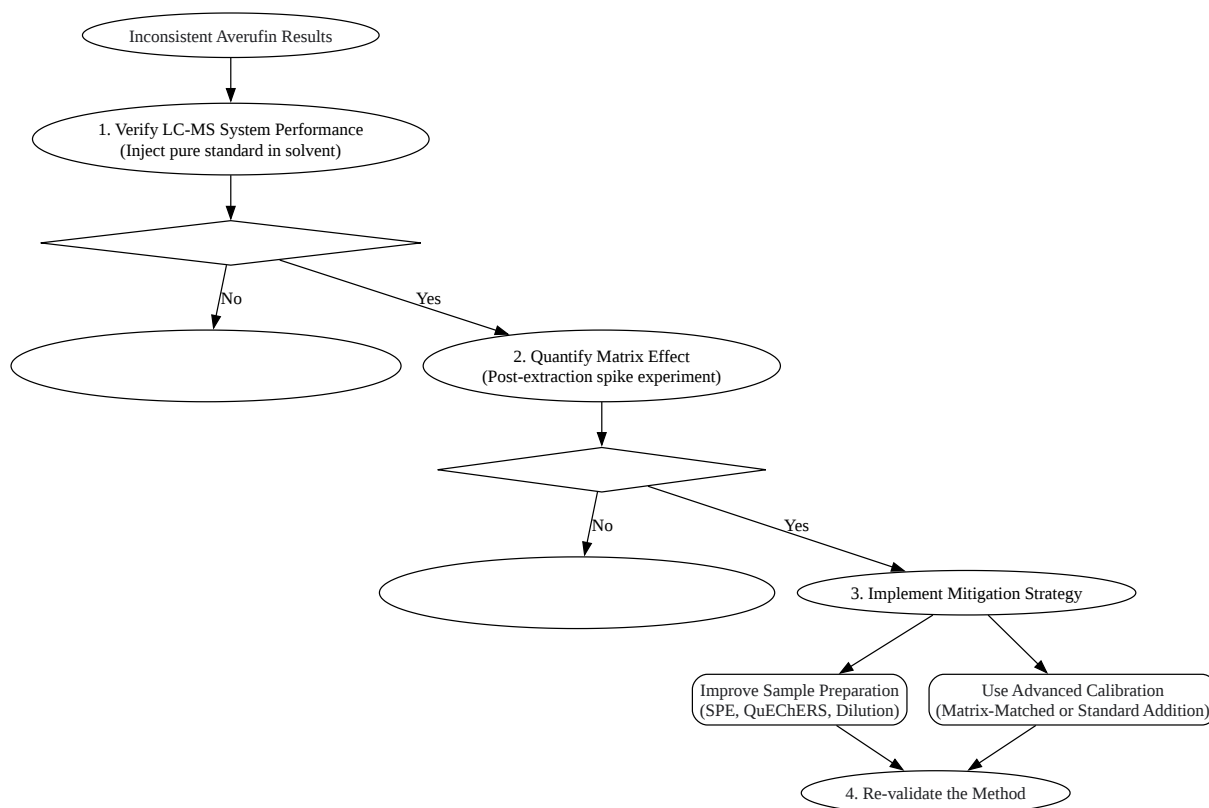 Inconsistent Averufin Results
1. Verify LC-MS System Performance
(Inject pure standard in solvent)
No
Yes
2. Quantify Matrix Effect
(Post-extraction spike experiment)
No
Yes
3. Implement Mitigation Strategy
Improve Sample Preparation
(SPE, QuEChERS, Dilution)
Use Advanced Calibration
(Matrix-Matched or Standard Addition)
4. Re-validate the Method